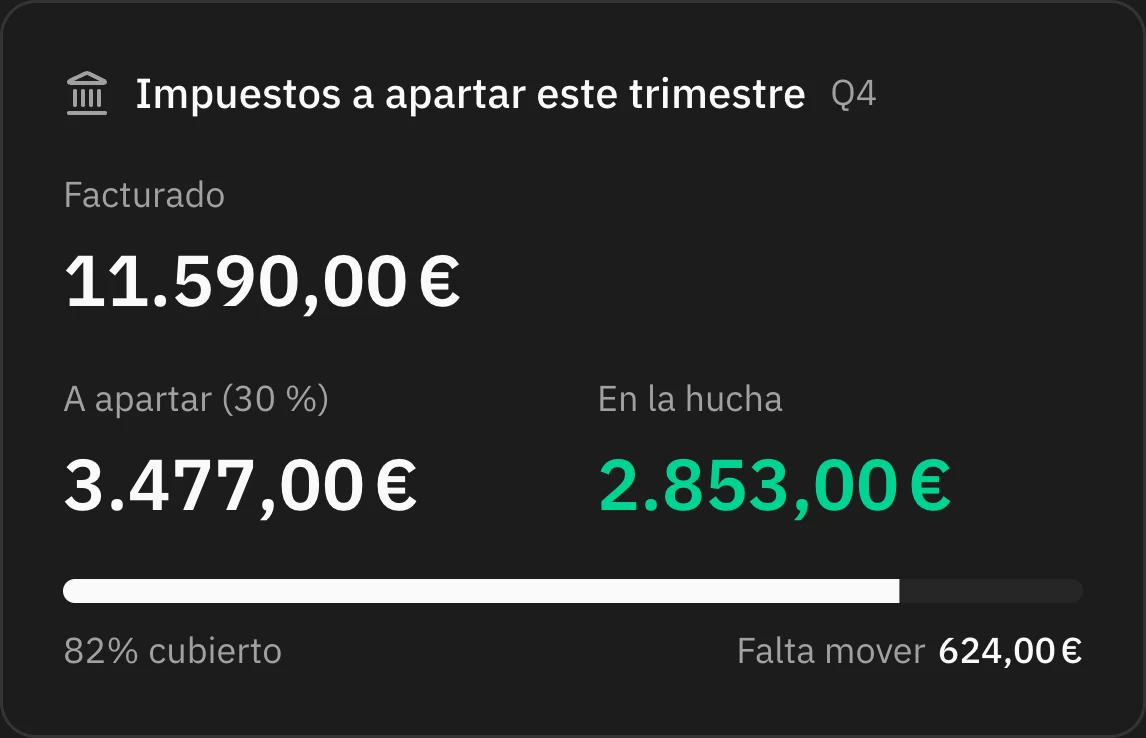 Impuestos a apartar este trimestre Q4
Facturado
11.590,00 €
A apartar (30 %) En la hucha
3.477,00 € 2.853,00 €
82% cubierto Falta mover 624,00 €